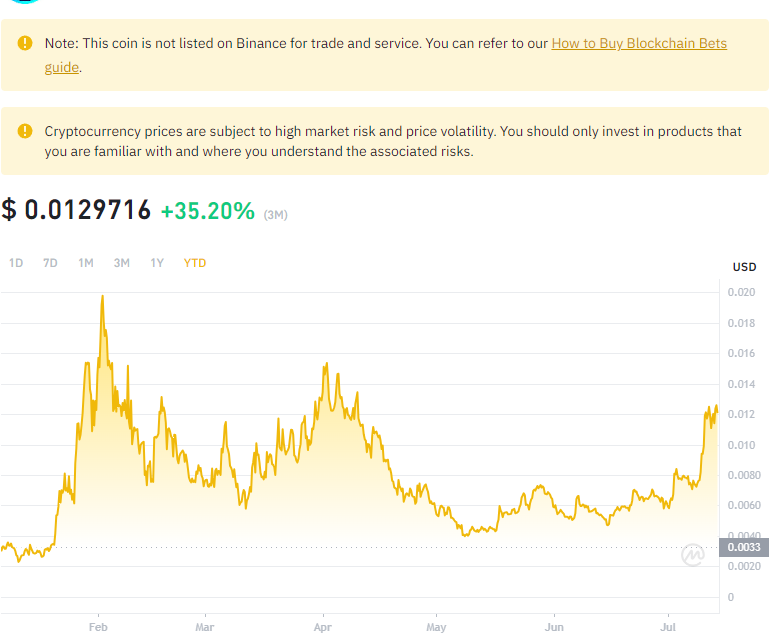 Note: This coin is not listed on Binance for trade and service. You can refer to our How to Buy Blockchain Bets
guide.
Cryptocurrency prices are subject to high market risk and price volatility. You should only invest in products that
you are familiar with and where you understand the associated risks.
$ 0.0129716 +35.20% (3M)
1D 7D 1M 3M 1Y YTD
USD
0.020
0.018
0.016
0.014
0.012
0.010
0.0080
0.0060
0.0040
0.0033
0.0020
0
Feb Mar Apr May Jun Jul